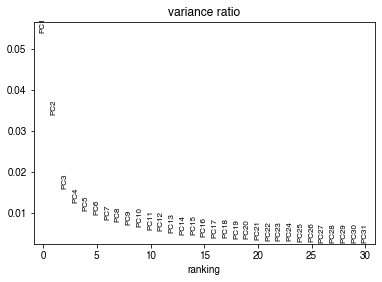 variance ratio
0.05
0.04
0.03
0.02
0.01
PC2
PC3
PC4
PC5
PC6
PC7
PC8
PC9
PC10
PC11
PC12
PC13
PC14
PC15
PC16
PC17
PC18
PC19
PC20
PC21
PC22
PC23
PC24
PC25
PC26
PC27
PC28
PC29
PC30
PC31
0 5 10 15 20 25 30
ranking